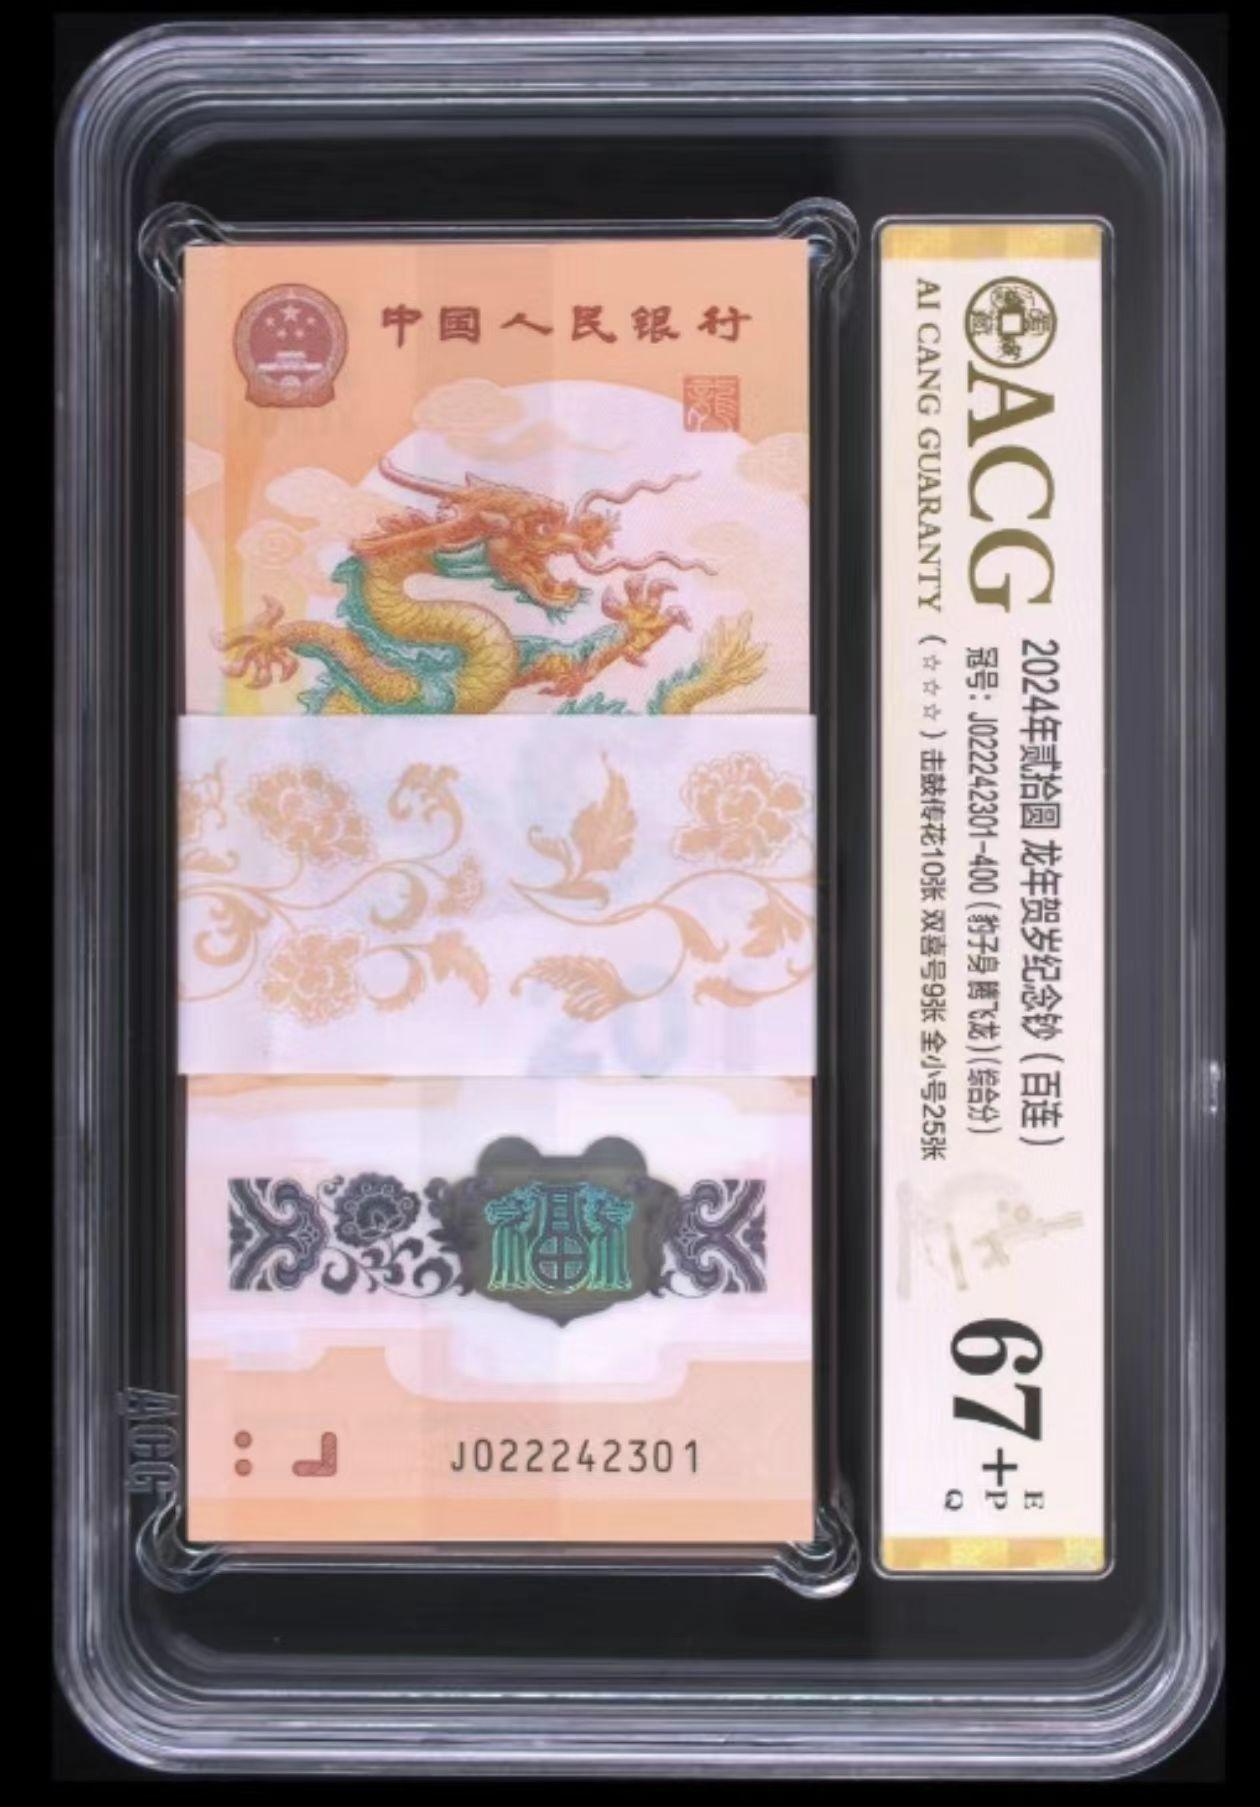 中国人民银行
龍
20
J022242301
ACG
ACG
AI CANG GUARANTY
2024年贰拾圆 龙年贺岁纪念钞(百连)
冠号:J022242301-400(豹子身 腾飞龙)(综合分)
(☆☆☆)击鼓传花10张 双喜号9张 全小号25张
67+
E
P
Q